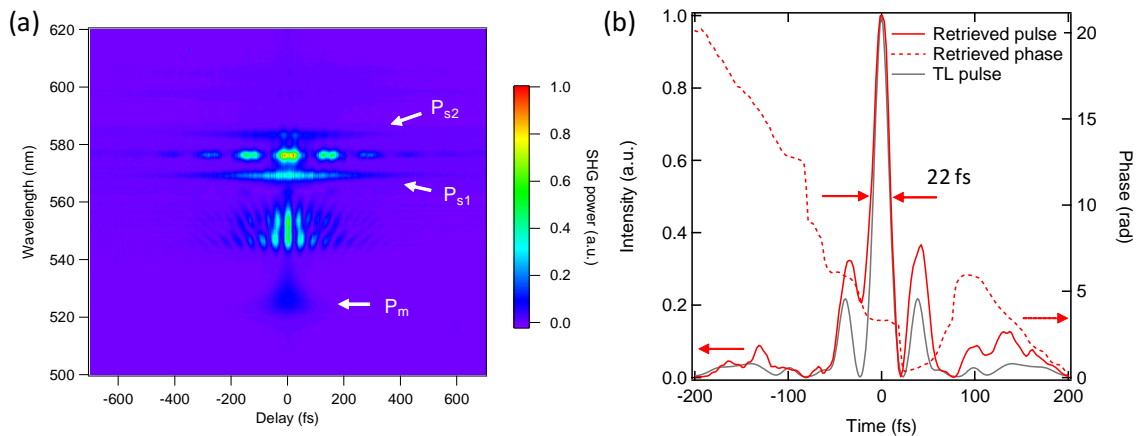 (a)
620
600
580
560
540
520
500
Wavelength (nm)
-600
-400
-200
0
200
400
600
Delay (fs)
P_s2
P_s1
P_m
1.0
0.8
0.6
0.4
0.2
0.0
SHG power (a.u.)
(b)
1.0
0.8
0.6
0.4
0.2
0.0
Intensity (a.u.)
-200
-100
0
100
200
Time (fs)
Retrieved pulse
Retrieved phase
TL pulse
22 fs
20
15
10
5
0
Phase (rad)